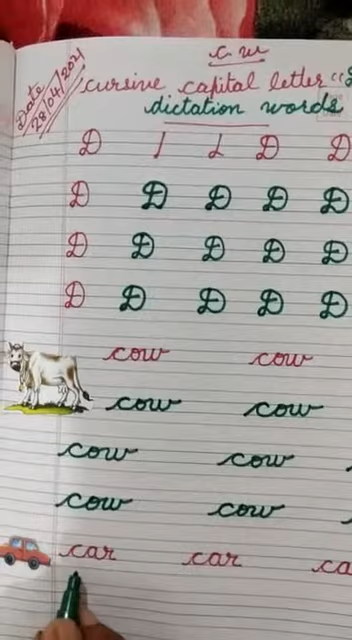 c.w
Date
28/04/2021
cursive capital letter "
dictation words
D D D
D D D D D
D D D D D
D D D D D
cow cow
cow cow
cow cow
cow cow
car car ca